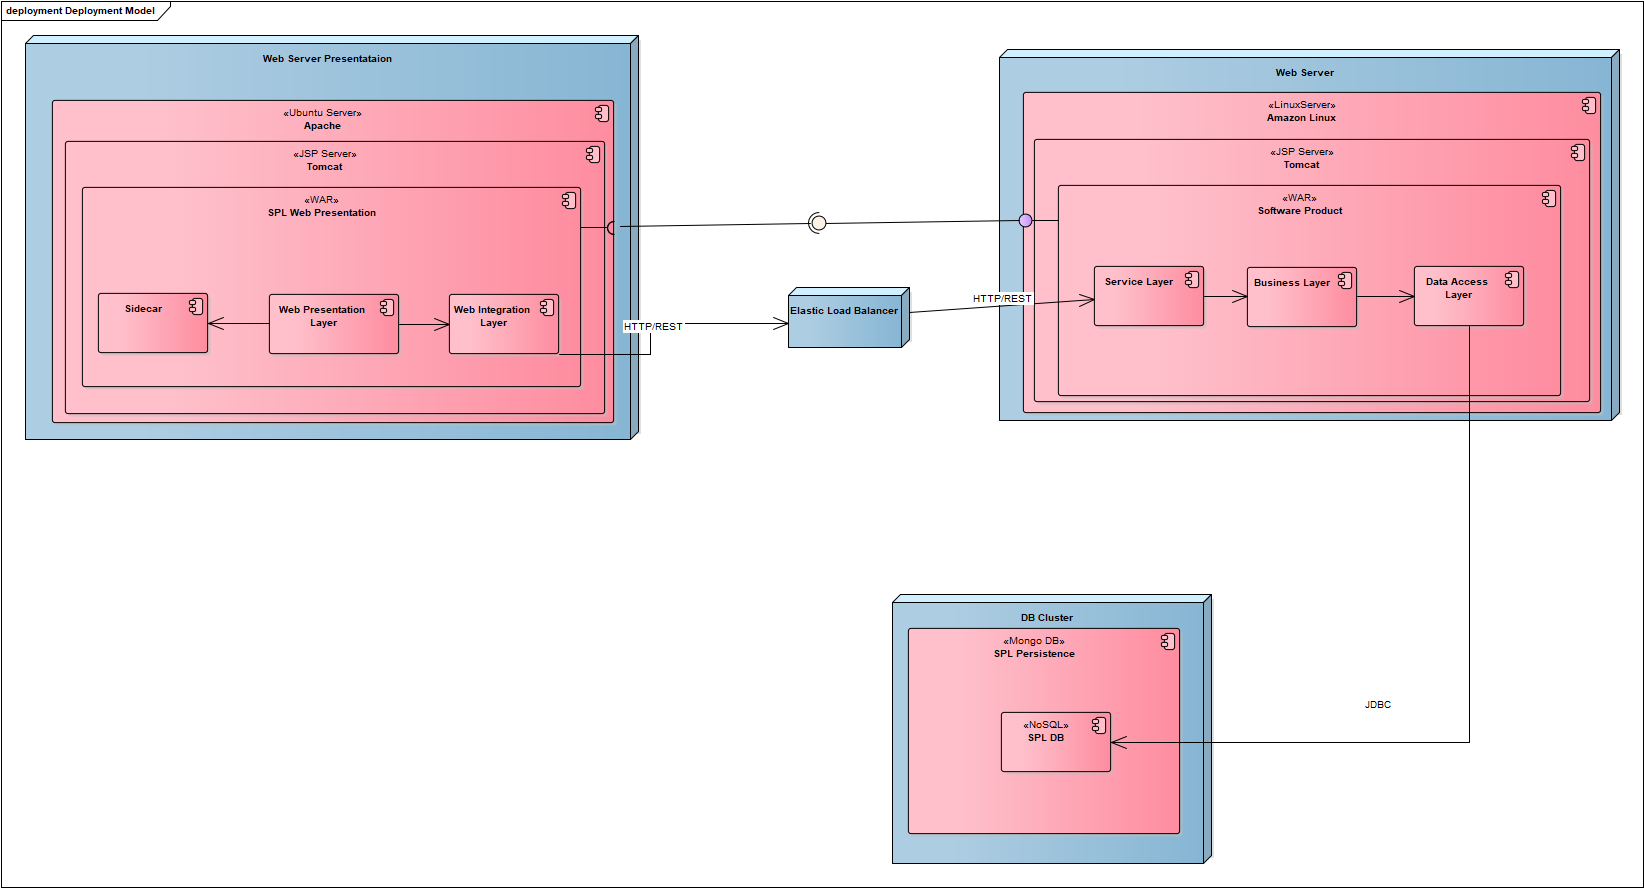 deployment Deployment Model
Web Server Presentataion
«Ubuntu Server»
Apache
«JSP Server»
Tomcat
«WAR»
SPL Web Presentation
Sidecar
Web Presentation
Layer
Web Integration
Layer
HTTP/REST
Elastic Load Balancer
HTTP/REST
Web Server
«LinuxServer»
Amazon Linux
«JSP Server»
Tomcat
«WAR»
Software Product
Service Layer
Business Layer
Data Access
Layer
JDBC
DB Cluster
«Mongo DB»
SPL Persistence
«NoSQL»
SPL DB